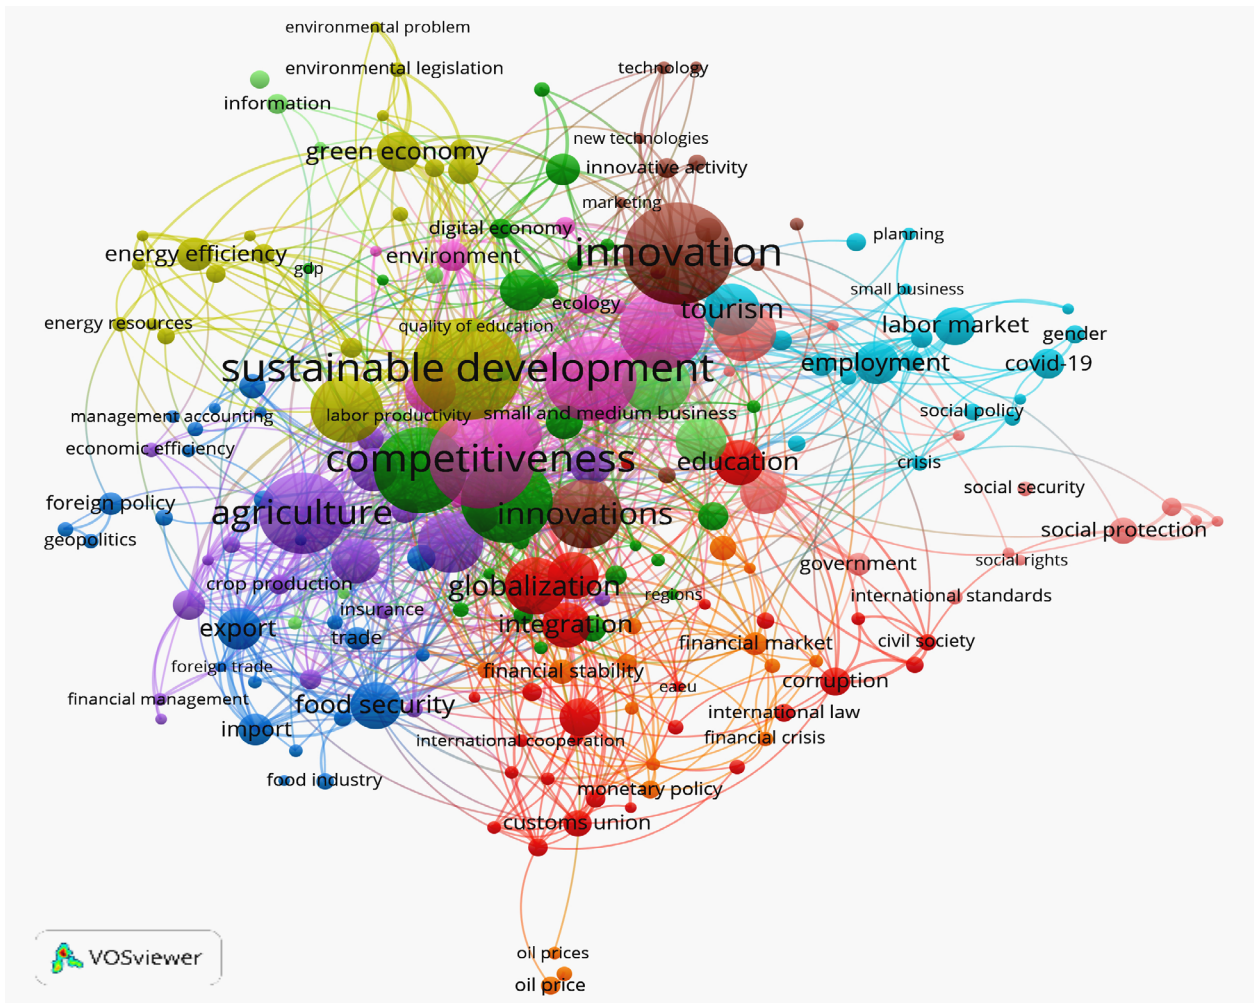 environmental problem
environmental legislation
technology
information
new technologies
green economy
innovative activity
marketing
digital economy
planning
energy efficiency
environment
innovation
gdp
small business
ecology
tourism
energy resources
quality of education
labor market
gender
sustainable development
employment
covid-19
management accounting
labor productivity
small and medium business
social policy
economic efficiency
competitiveness
education
crisis
social security
foreign policy
agriculture
innovations
social protection
geopolitics
social rights
government
crop production
globalization
regions
international standards
insurance
export
trade
integration
financial market
civil society
foreign trade
financial stability
corruption
eaeu
financial management
food security
international law
import
international cooperation
financial crisis
food industry
monetary policy
customs union
oil prices
VOSviewer
oil price